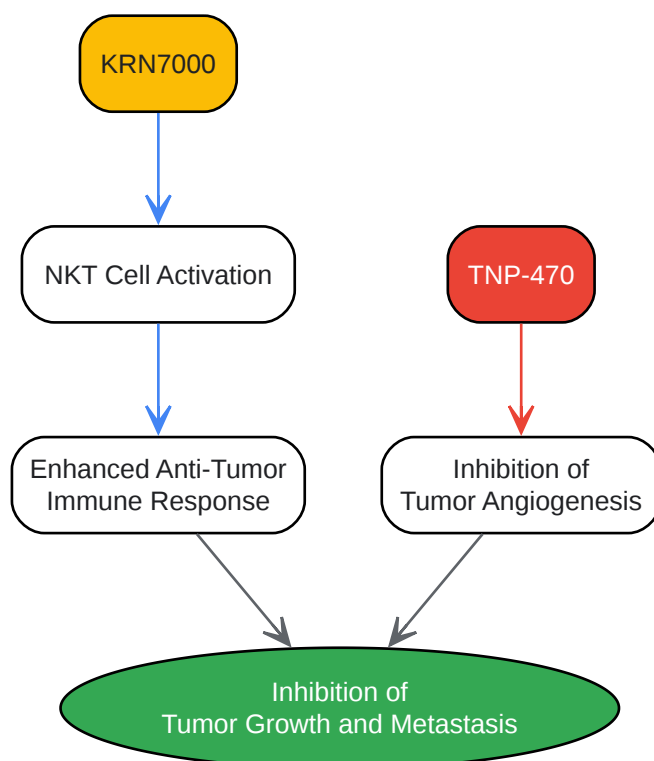 KRN7000
NKT Cell Activation
TNP-470
Enhanced Anti-Tumor
Immune Response
Inhibition of
Tumor Angiogenesis
Inhibition of
Tumor Growth and Metastasis